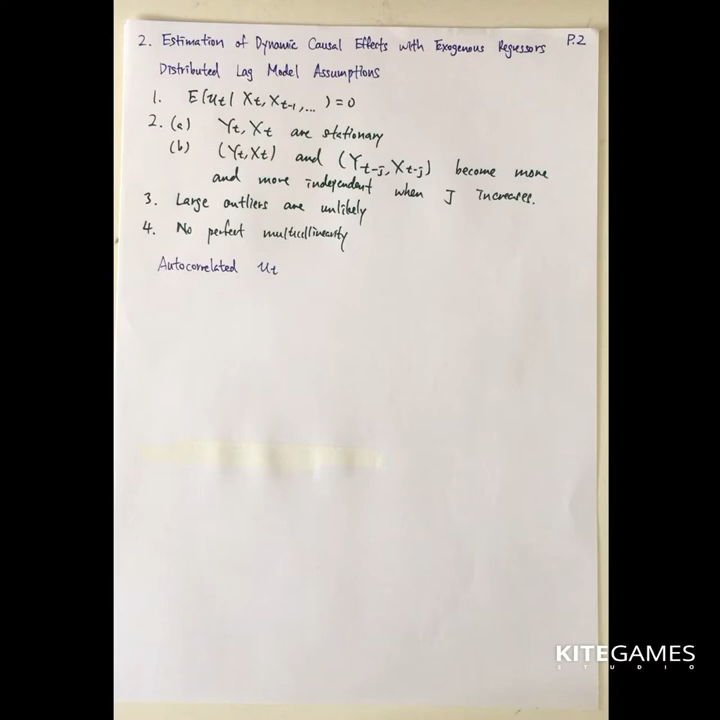 2. Estimation of Dynamic Causal Effects with Exogenous Regressors P.2
Distributed Lag Model Assumptions
1. E(ut | Xt, Xt-1, ... ) = 0
2. (a) Yt, Xt are stationary
(b) (Yt, Xt) and (Yt-j, Xt-j) become more
and more independent when J increases.
3. Large outliers are unlikely
4. No perfect multicollinearity
Autocorrelated ut
KITEGAMES
STUDIO